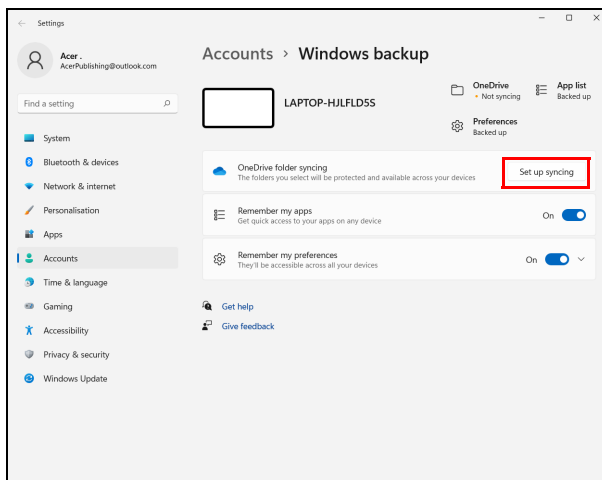 Settings
Acer .
AcerPublishing@outlook.com
Find a setting
System
Bluetooth & devices
Network & internet
Personalisation
Apps
Accounts
Time & language
Gaming
Accessibility
Privacy & security
Windows Update
Accounts > Windows backup
LAPTOP-HJLFLD5S
OneDrive
• Not syncing
App list
Backed up
Preferences
Backed up
OneDrive folder syncing
The folders you select will be protected and available across your devices
Set up syncing
Remember my apps
Get quick access to your apps on any device
On
Remember my preferences
They'll be accessible across all your devices
On
Get help
Give feedback